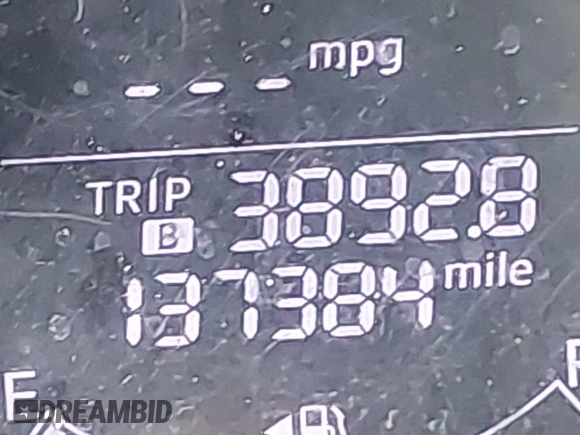 --- mpg
TRIP B 3892.8
137384 mile
E
F
DREAMBID